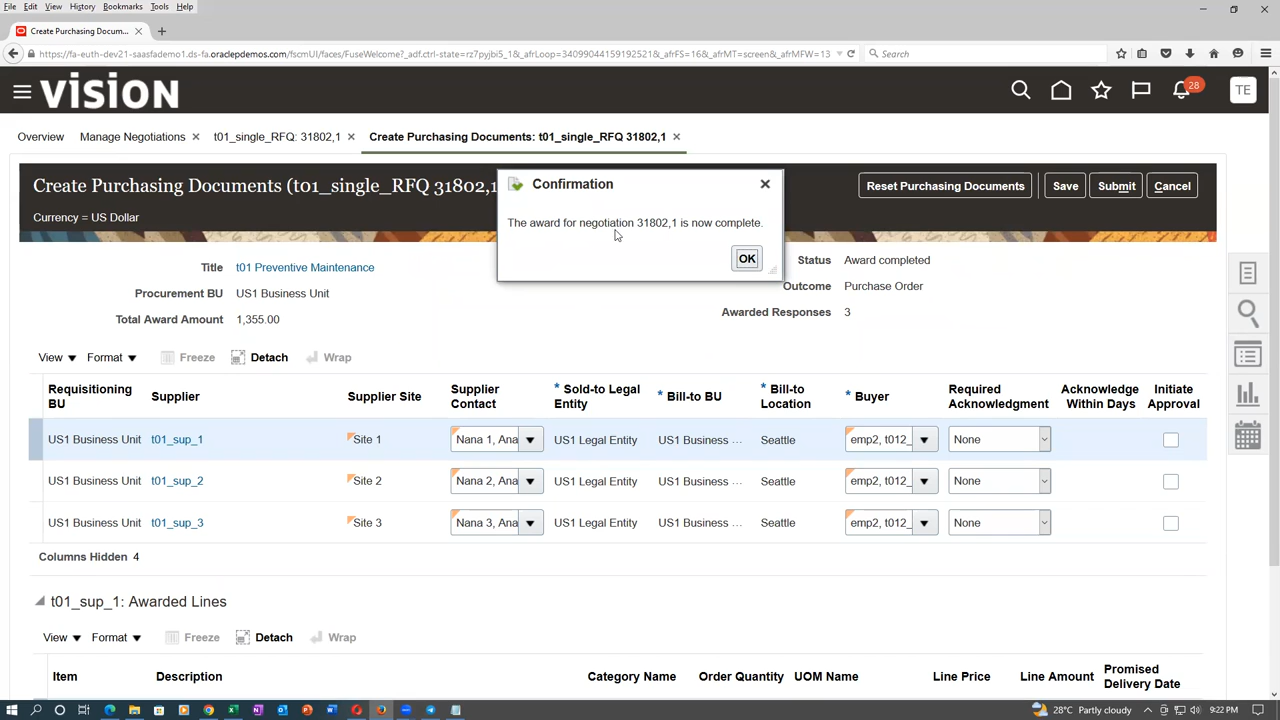 File Edit View History Bookmarks Tools Help
Create Purchasing Docum...
https://fa-euth-dev21-saasfademo1.ds-fa.oraclepdemos.com/fscmUI/faces/FuseWelcome?_adf.ctrl-state=rz7pyjbi5_1&_afrLoop=34099044159192521&_afrFS=16&_afrMT=screen&_afrMFW=13
Search
vision
28
TE
Overview Manage Negotiations t01_single_RFQ: 31802,1 Create Purchasing Documents: t01_single_RFQ 31802,1
Create Purchasing Documents (t01_single_RFQ 31802,1
Reset Purchasing Documents Save Submit Cancel
Currency = US Dollar
Confirmation
The award for negotiation 31802,1 is now complete.
OK
Title t01 Preventive Maintenance
Procurement BU US1 Business Unit
Total Award Amount 1,355.00
Status Award completed
Outcome Purchase Order
Awarded Responses 3
View Format Freeze Detach Wrap
Requisitioning BU Supplier Supplier Site Supplier Contact * Sold-to Legal Entity * Bill-to BU * Bill-to Location * Buyer Required Acknowledgment Acknowledge Within Days Initiate Approval
US1 Business Unit t01_sup_1 Site 1 Nana 1, Ana US1 Legal Entity US1 Business ... Seattle emp2, t012_ None
US1 Business Unit t01_sup_2 Site 2 Nana 2, Ana US1 Legal Entity US1 Business ... Seattle emp2, t012_ None
US1 Business Unit t01_sup_3 Site 3 Nana 3, Ana US1 Legal Entity US1 Business ... Seattle emp2, t012_ None
Columns Hidden 4
t01_sup_1: Awarded Lines
View Format Freeze Detach Wrap
Item Description Category Name Order Quantity UOM Name Line Price Line Amount Promised Delivery Date
28°C Partly cloudy 9:22 PM